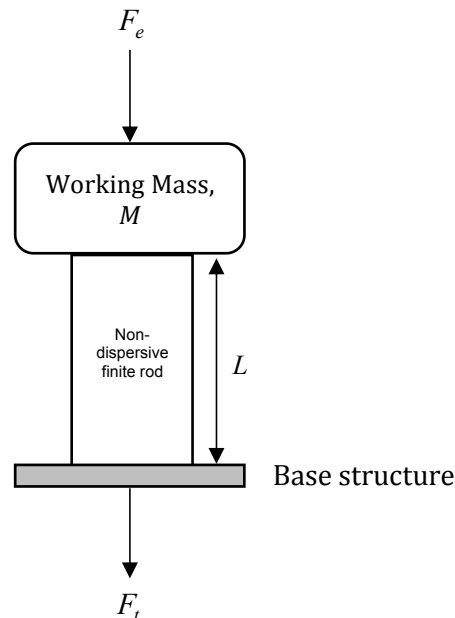 F_e
Working Mass,
M
Non-
dispersive
finite rod
L
Base structure
F_t